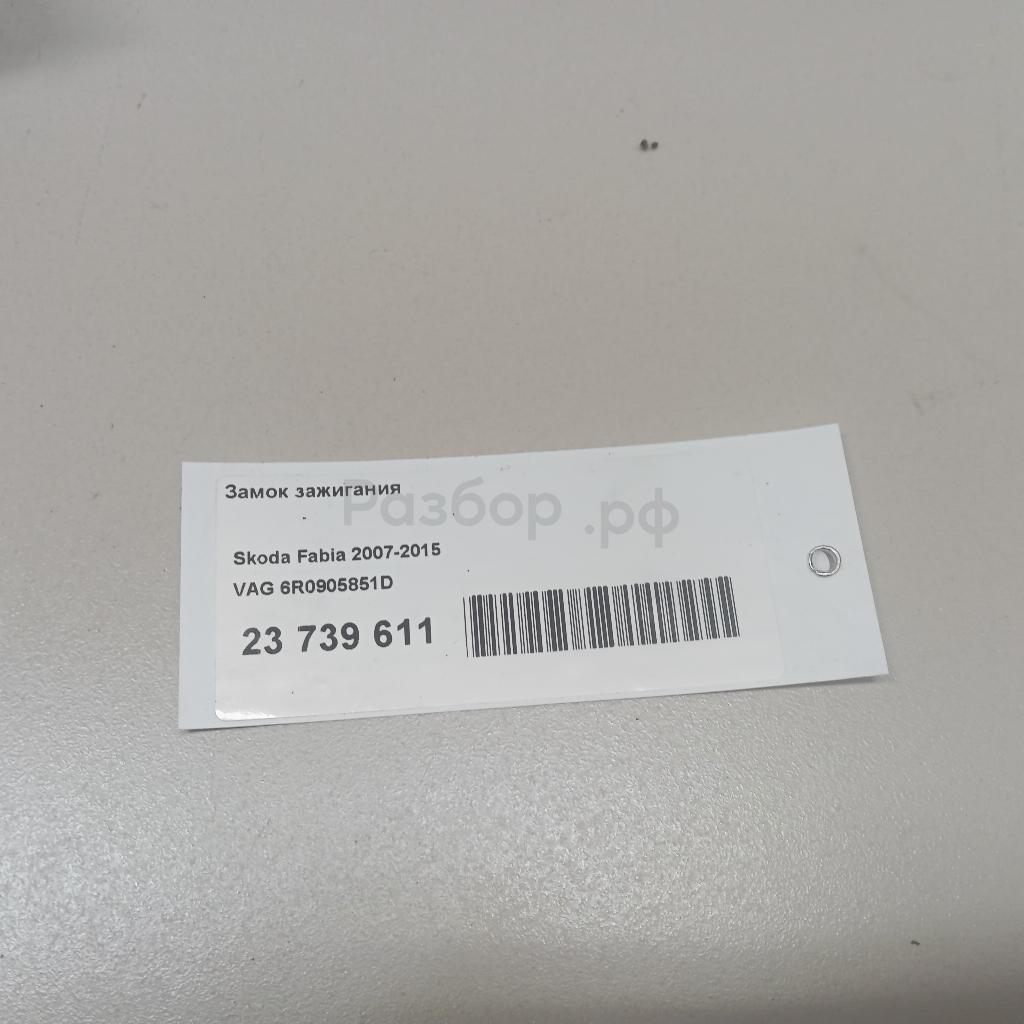 Замок зажигания
Разбор.рф
Skoda Fabia 2007-2015
VAG 6R0905851D
23 739 611